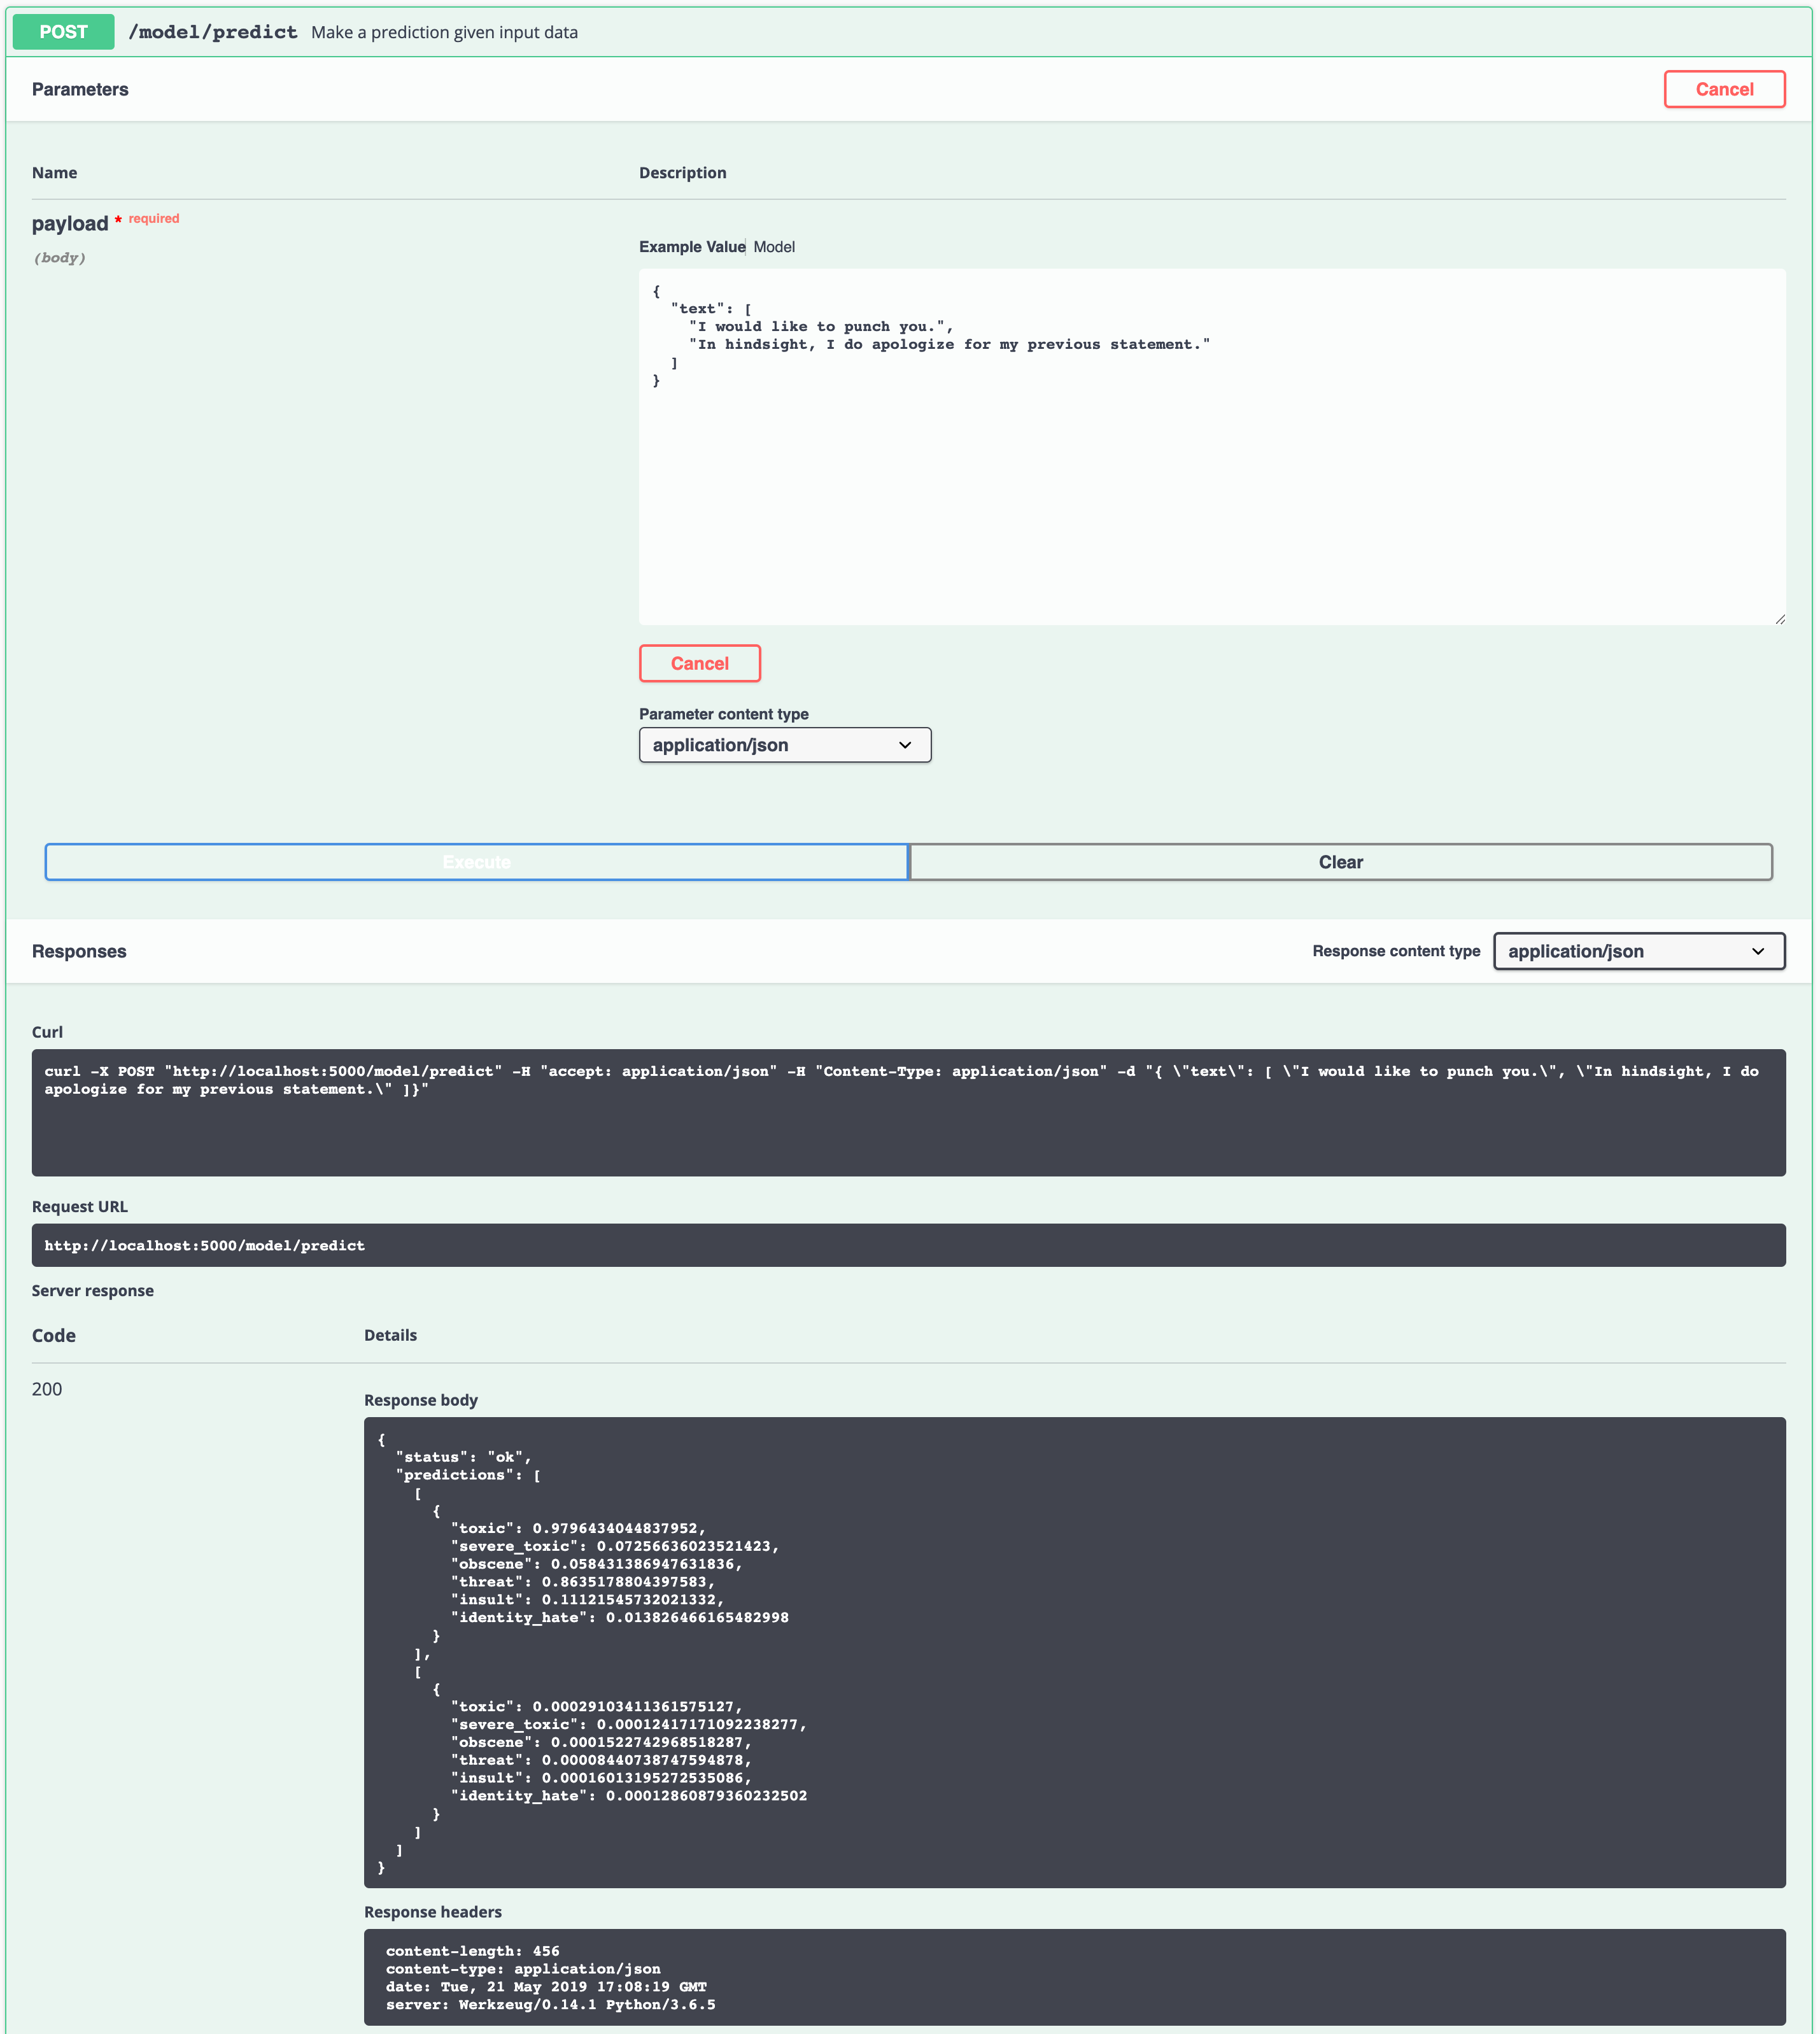 POST /model/predict Make a prediction given input data
Parameters Cancel
Name Description
payload * required
(body)
Example Value Model
{
  "text": [
    "I would like to punch you.",
    "In hindsight, I do apologize for my previous statement."
  ]
}
Cancel
Parameter content type
application/json
Execute Clear
Responses Response content type application/json
Curl
curl -X POST "http://localhost:5000/model/predict" -H "accept: application/json" -H "Content-Type: application/json" -d "{ \"text\": [ \"I would like to punch you.\", \"In hindsight, I do
apologize for my previous statement.\" ]}"
Request URL
http://localhost:5000/model/predict
Server response
Code Details
200
Response body
{
  "status": "ok",
  "predictions": [
    [
      {
        "toxic": 0.9796434044837952,
        "severe_toxic": 0.07256636023521423,
        "obscene": 0.058431386947631836,
        "threat": 0.8635178804397583,
        "insult": 0.11121545732021332,
        "identity_hate": 0.013826466165482998
      }
    ],
    [
      {
        "toxic": 0.00029103411361575127,
        "severe_toxic": 0.00012417171092238277,
        "obscene": 0.0001522742968518287,
        "threat": 0.00008440738747594878,
        "insult": 0.00016013195272535086,
        "identity_hate": 0.00012860879360232502
      }
    ]
  ]
}
Response headers
content-length: 456
content-type: application/json
date: Tue, 21 May 2019 17:08:19 GMT
server: Werkzeug/0.14.1 Python/3.6.5